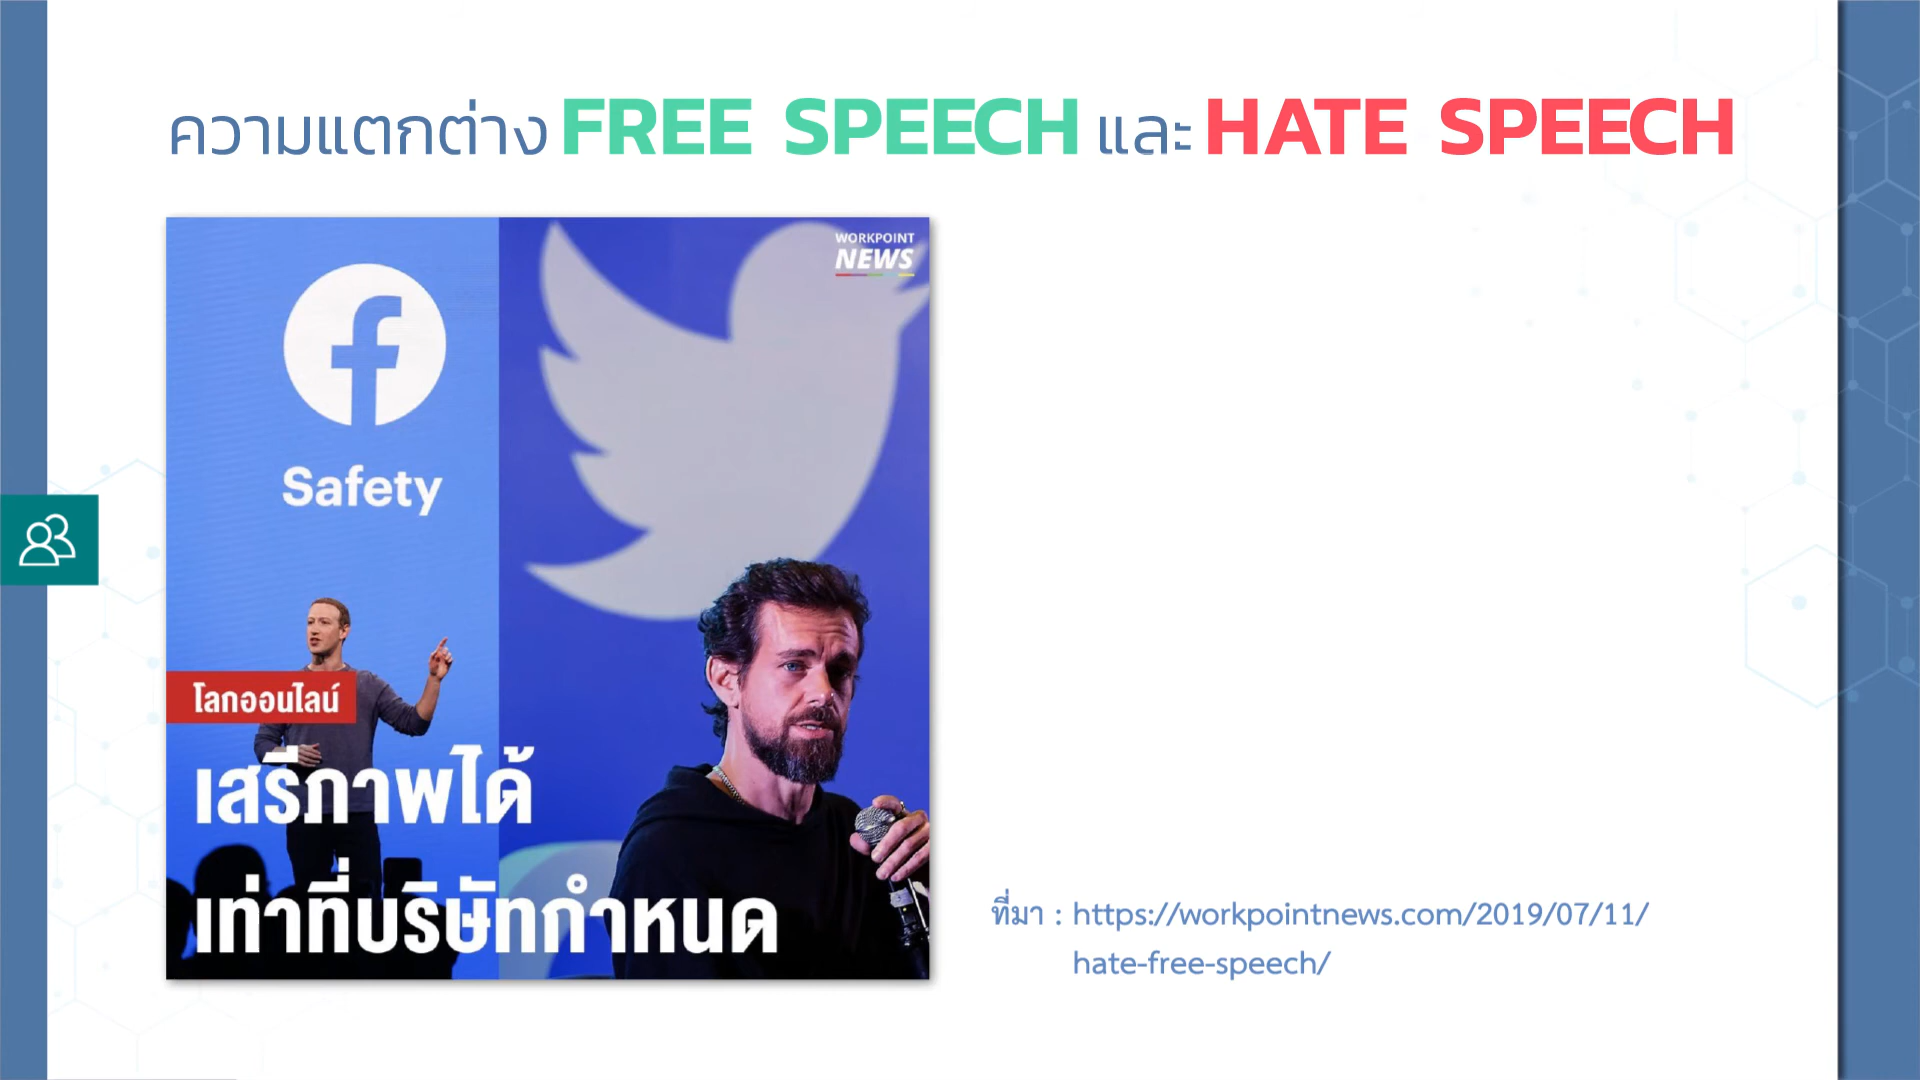 ความแตกต่าง FREE SPEECH และ HATE SPEECH
WORKPOINT
NEWS
Safety
โลกออนไลน์
เสรีภาพได้
เท่าที่บริษัทกำหนด
ที่มา : https://workpointnews.com/2019/07/11/
hate-free-speech/